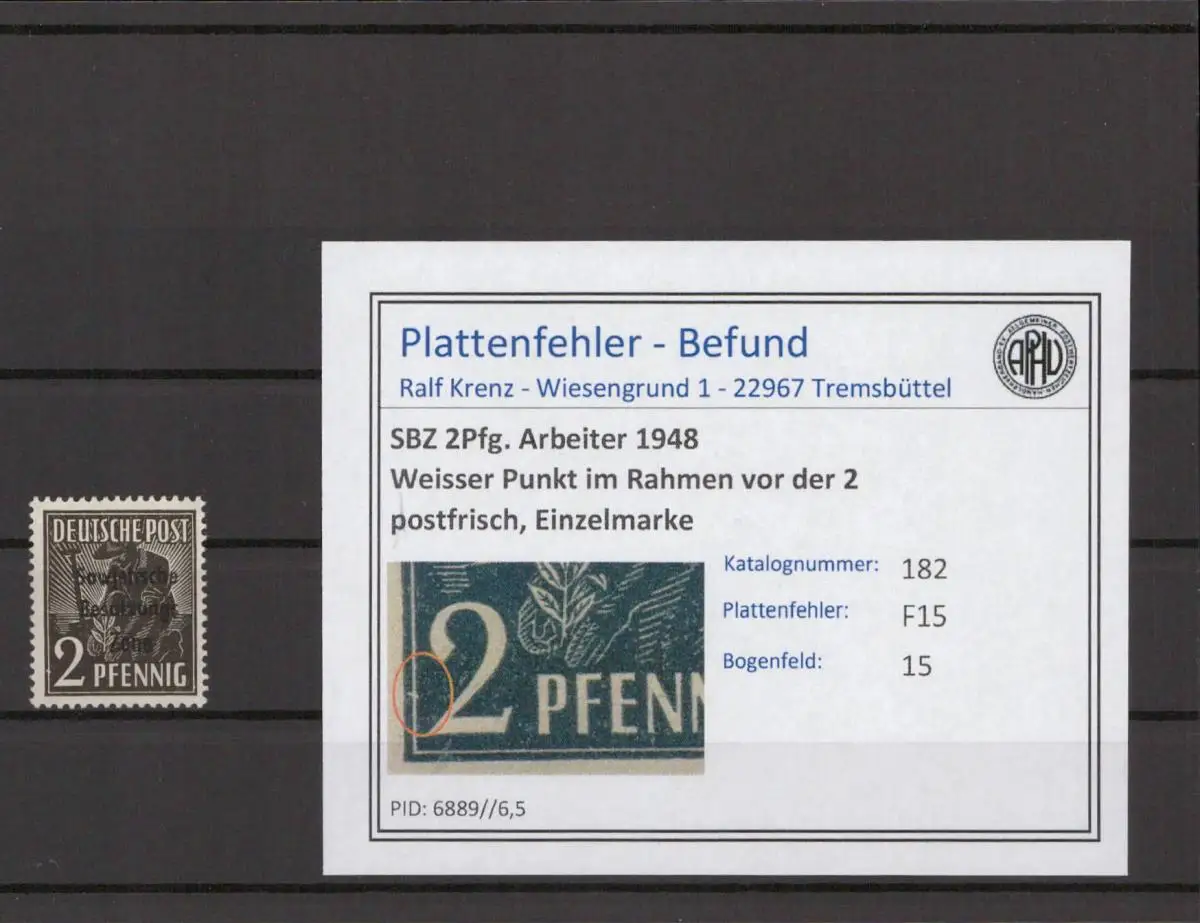 DEUTSCHE POST
Sowjetische
Besatzungs
Zone
2 PFENNIG
Plattenfehler - Befund
Ralf Krenz - Wiesengrund 1 - 22967 Tremsbüttel
APHV
SBZ 2Pfg. Arbeiter 1948
Weisser Punkt im Rahmen vor der 2
postfrisch, Einzelmarke
2 PFENN
Katalognummer: 182
Plattenfehler: F15
Bogenfeld: 15
PID: 6889//6,5